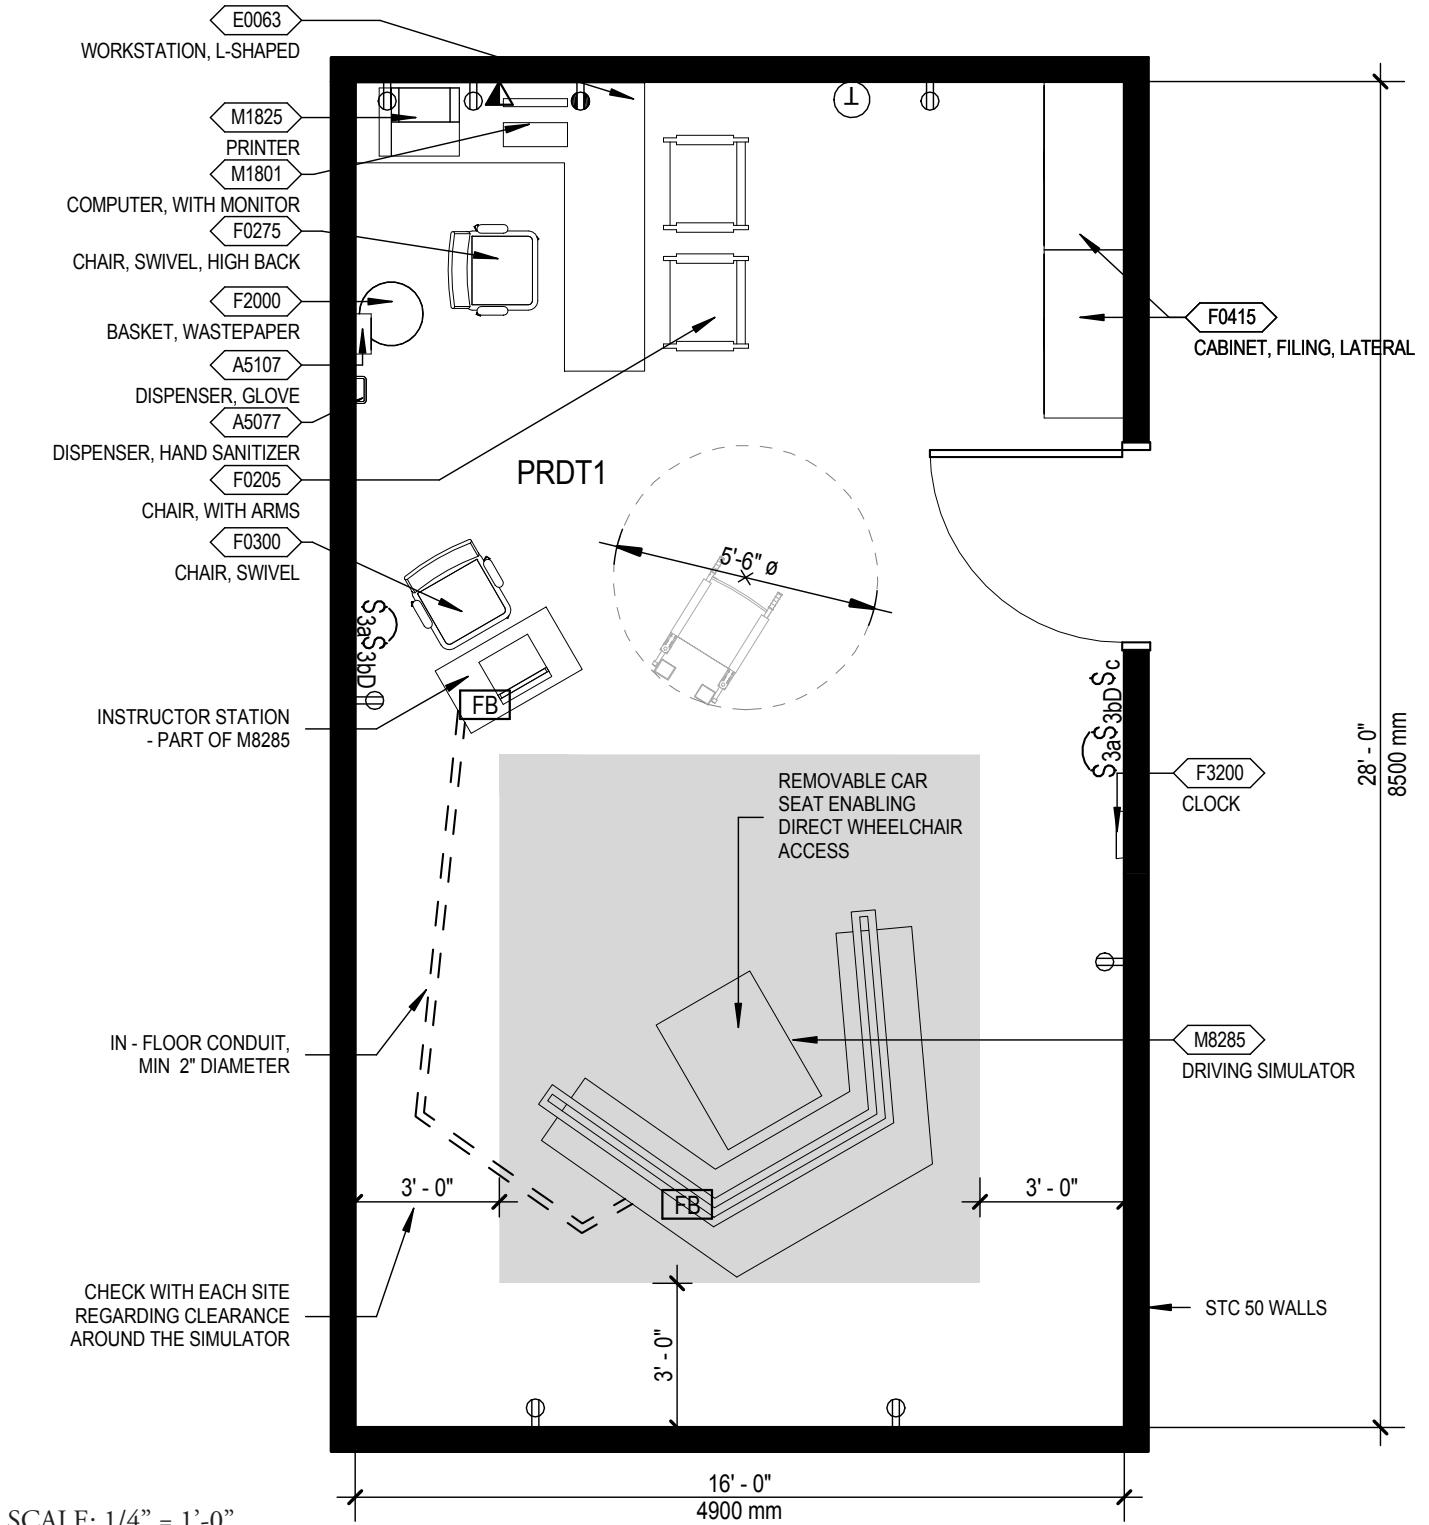 E0063
WORKSTATION, L-SHAPED
M1825
PRINTER
M1801
COMPUTER, WITH MONITOR
F0275
CHAIR, SWIVEL, HIGH BACK
F2000
BASKET, WASTEPAPER
A5107
DISPENSER, GLOVE
A5077
DISPENSER, HAND SANITIZER
F0205
CHAIR, WITH ARMS
F0300
CHAIR, SWIVEL
F0415
CABINET, FILING, LATERAL
PRDT1
5'-6" ø
S3aS3bD
INSTRUCTOR STATION
- PART OF M8285
FB
S3aS3bDSc
F3200
CLOCK
28' - 0"
8500 mm
REMOVABLE CAR
SEAT ENABLING
DIRECT WHEELCHAIR
ACCESS
IN - FLOOR CONDUIT,
MIN 2" DIAMETER
M8285
DRIVING SIMULATOR
3' - 0"
FB
3' - 0"
CHECK WITH EACH SITE
REGARDING CLEARANCE
AROUND THE SIMULATOR
3' - 0"
STC 50 WALLS
16' - 0"
4900 mm
SCALE: 1/4” = 1’-0”